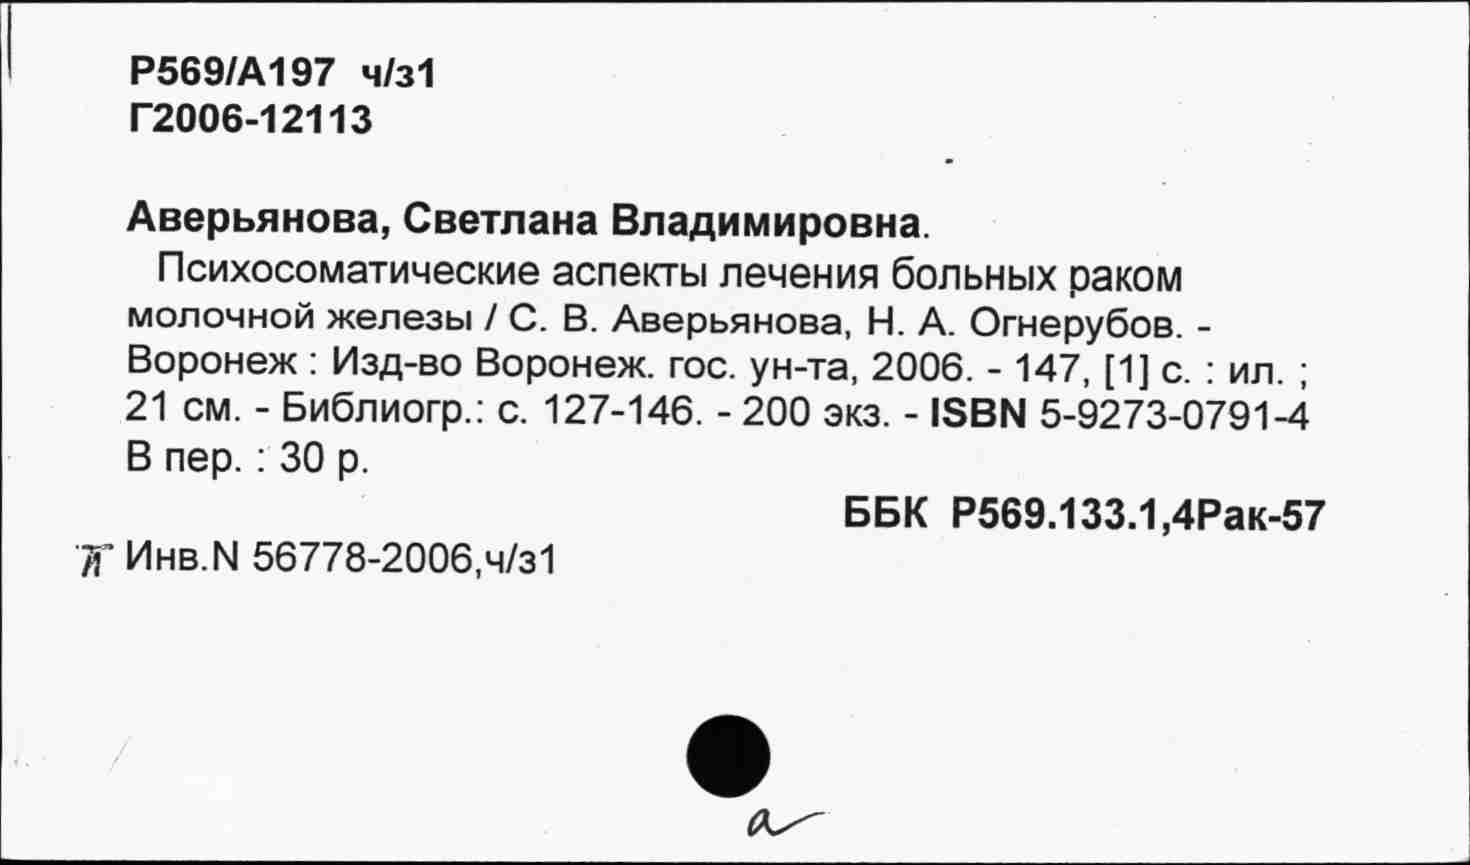 Р569/А197 ч/з1
Г2006-12113
Аверьянова, Светлана Владимировна.
Психосоматические аспекты лечения больных раком
молочной железы / С. В. Аверьянова, Н. А. Огнерубов. -
Воронеж : Изд-во Воронеж. гос. ун-та, 2006. - 147, [1] с. : ил. ;
21 см. - Библиогр.: с. 127-146. - 200 экз. - ISBN 5-9273-0791-4
В пер. : 30 р.
ББК Р569.133.1,4Рак-57
Инв.N 56778-2006,ч/з1
а